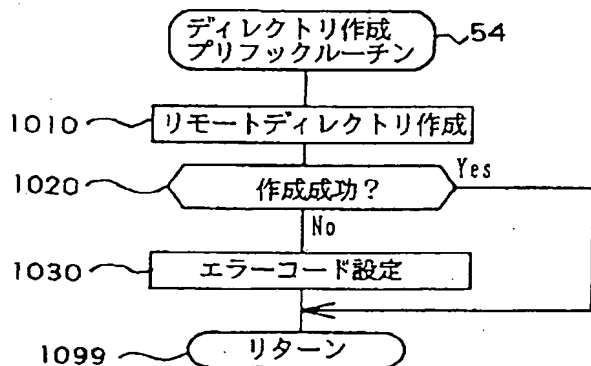 ディレクトリ作成
プリフックルーチン
54
1010
リモートディレクトリ作成
1020
作成成功?
Yes
No
1030
エラーコード設定
1099
リターン